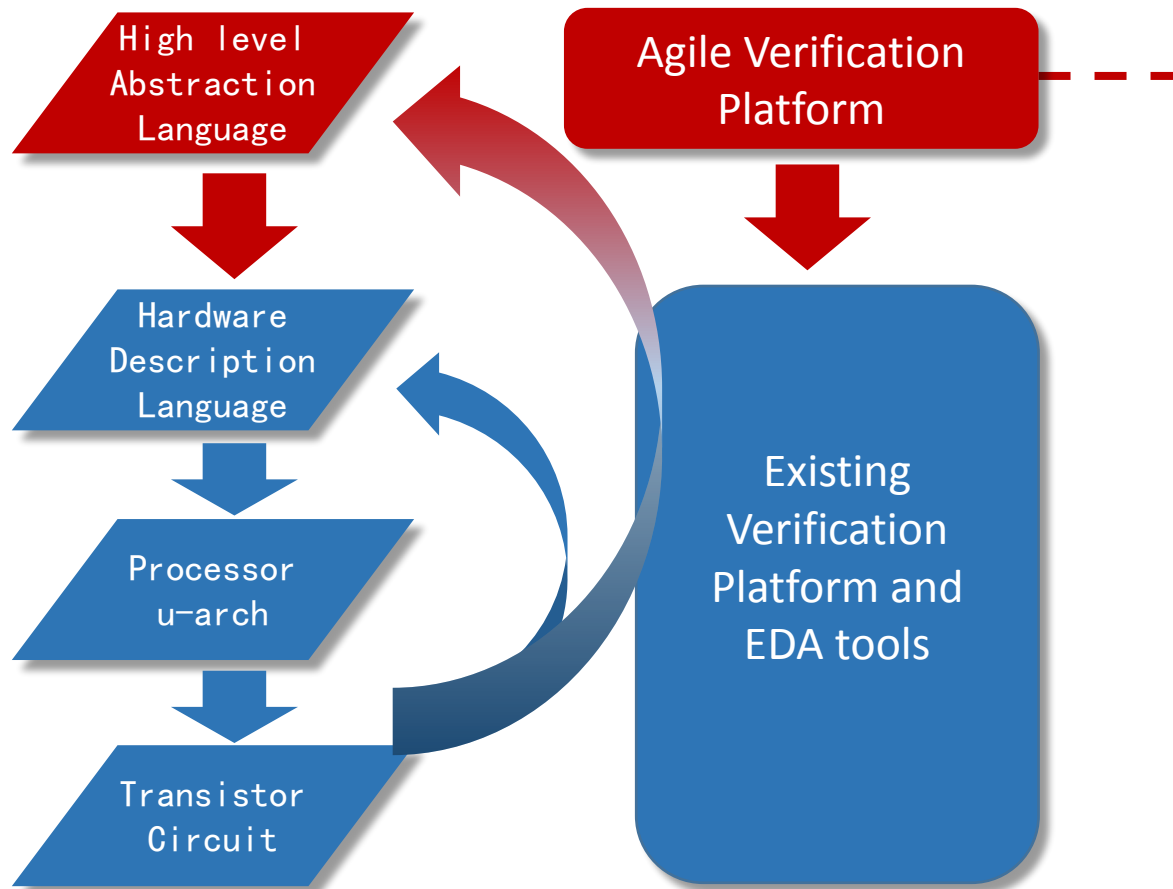 High level
Abstraction
Language
Agile Verification
Platform
Hardware
Description
Language
Processor
u-arch
Transistor
Circuit
Existing
Verification
Platform and
EDA tools